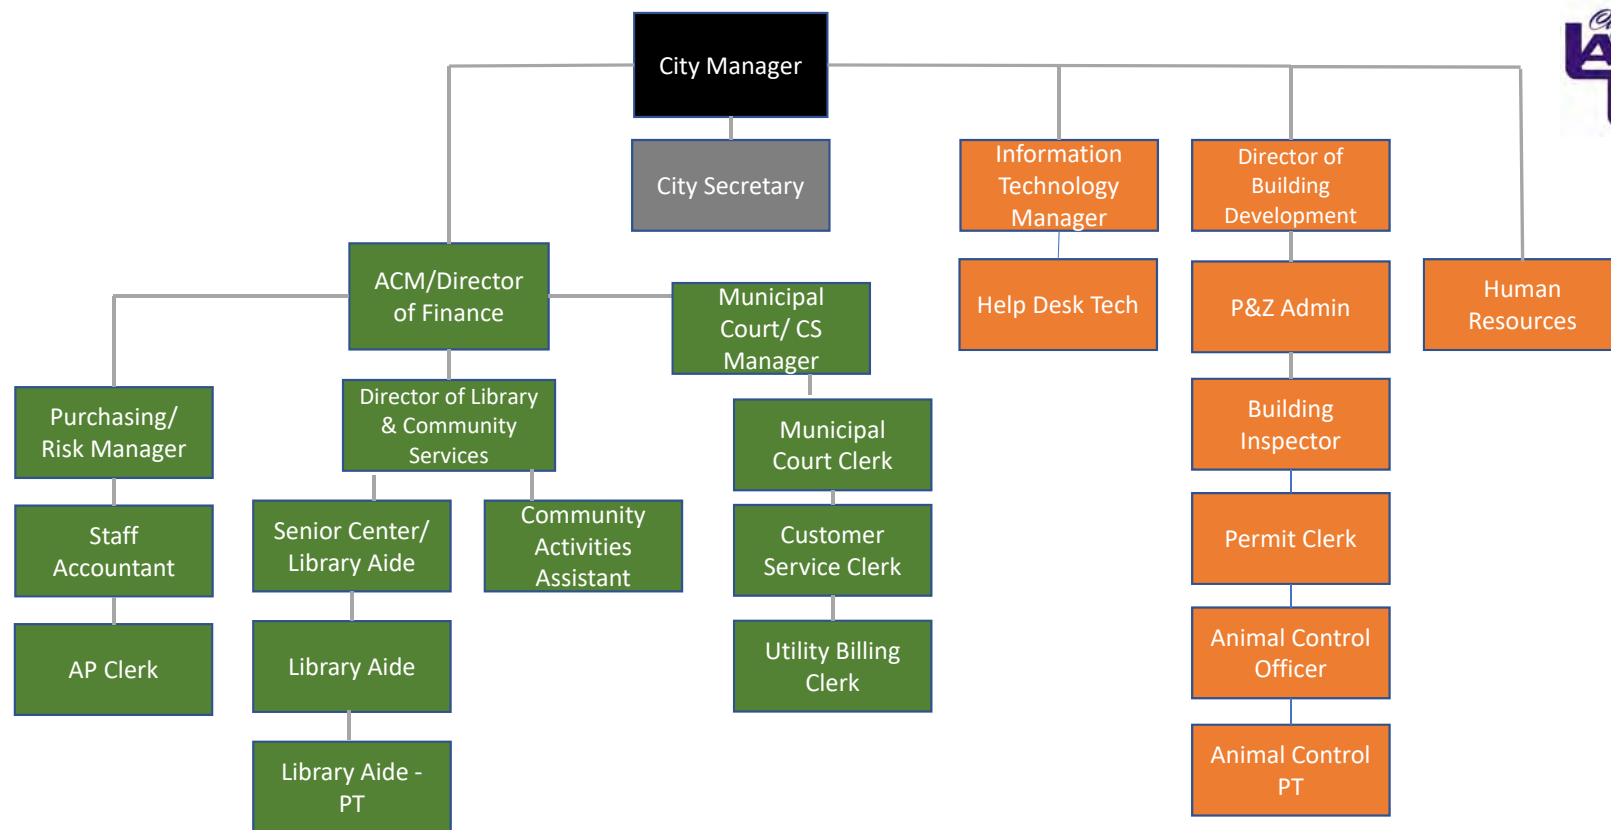 City Manager
City Secretary
Information
Technology
Manager
Director of
Building
Development
ACM/Director
of Finance
Municipal
Court/ CS
Manager
Help Desk Tech
P&Z Admin
Human
Resources
Purchasing/
Risk Manager
Director of Library
& Community
Services
Municipal
Court Clerk
Building
Inspector
Staff
Accountant
Senior Center/
Library Aide
Community
Activities
Assistant
Customer
Service Clerk
Permit Clerk
AP Clerk
Library Aide
Utility Billing
Clerk
Animal Control
Officer
Library Aide -
PT
Animal Control
PT